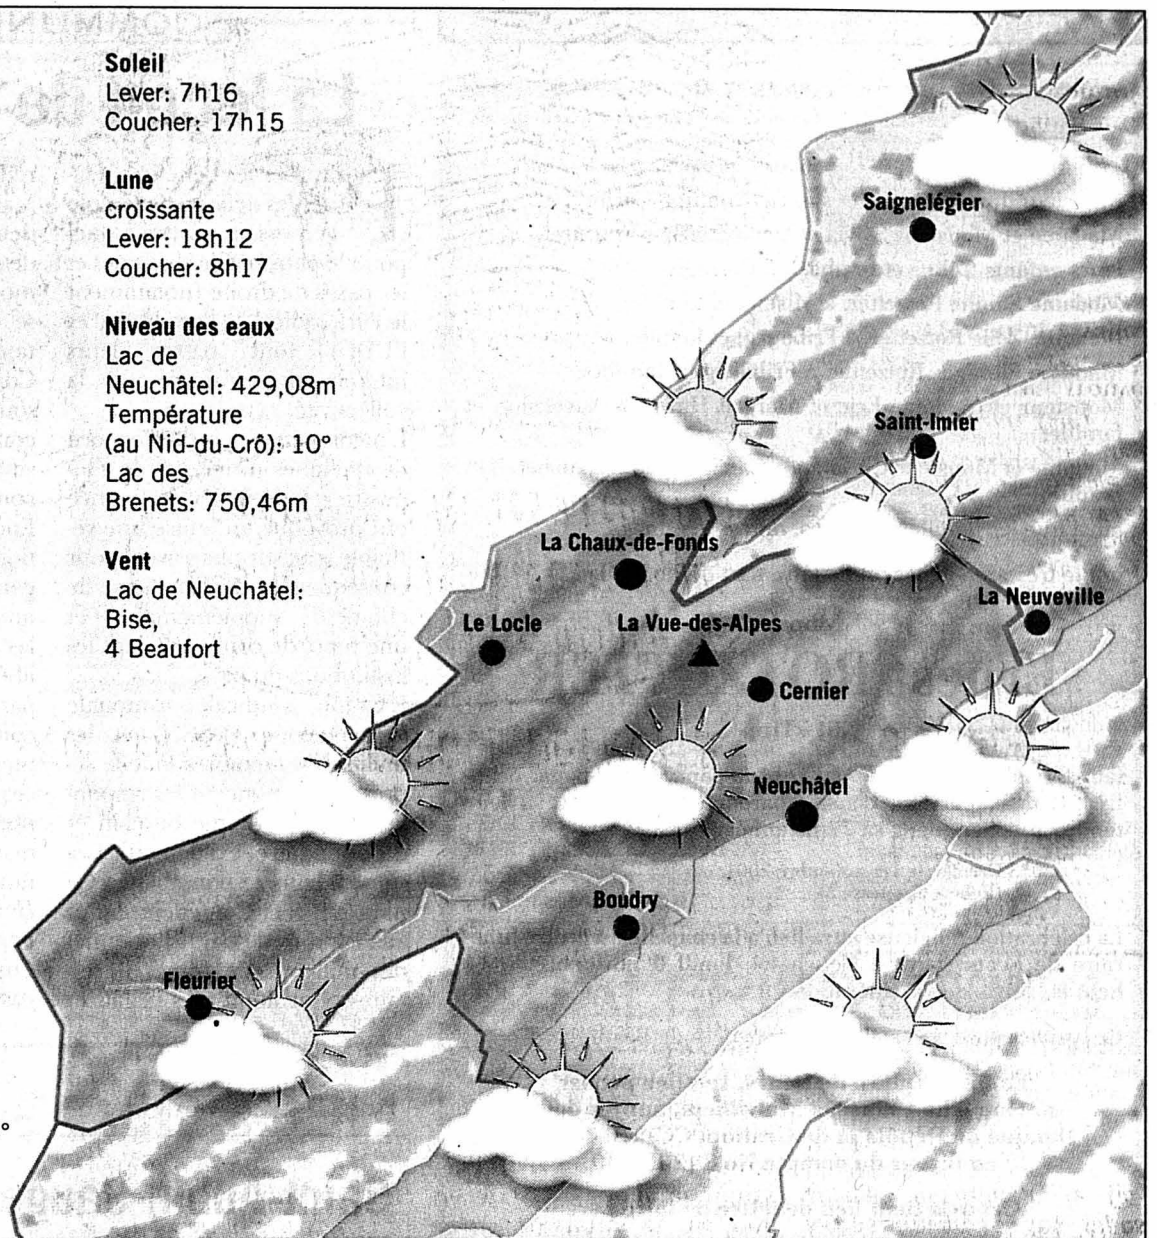 Soleil
Lever: 7h16
Coucher: 17h15
Lune
croissante
Lever: 18h12
Coucher: 8h17
Niveau des eaux
Lac de
Neuchâtel: 429,08m
Température
(au Nid-du-Crô): 10°
Lac des
Brenets: 750,46m
Vent
Lac de Neuchâtel:
Bise,
4 Beaufort
Saignelégier
Saint-Imier
La Chaux-de-Fonds
La Neuveville
Le Locle
La Vue-des-Alpes
Cernier
Neuchâtel
Boudry
Fleurier